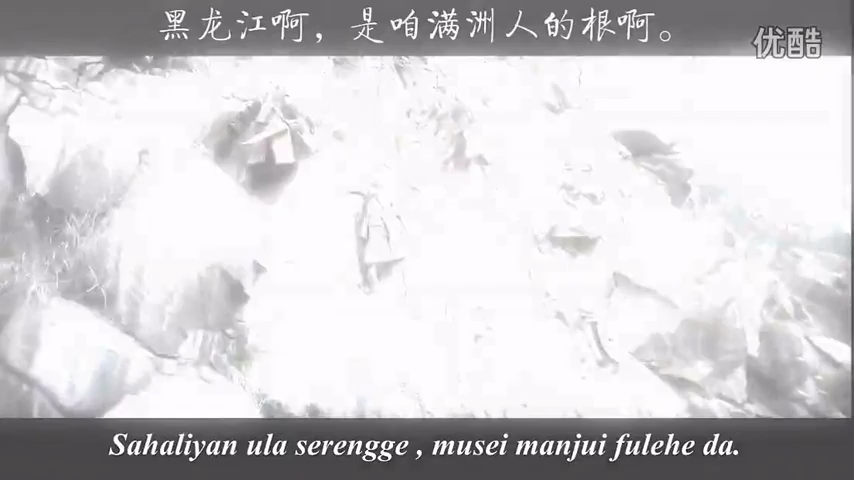 黑龙江啊，是咱满洲人的根啊。
优酷
Sahaliyan ula serengge , musei manjui fulehe da.